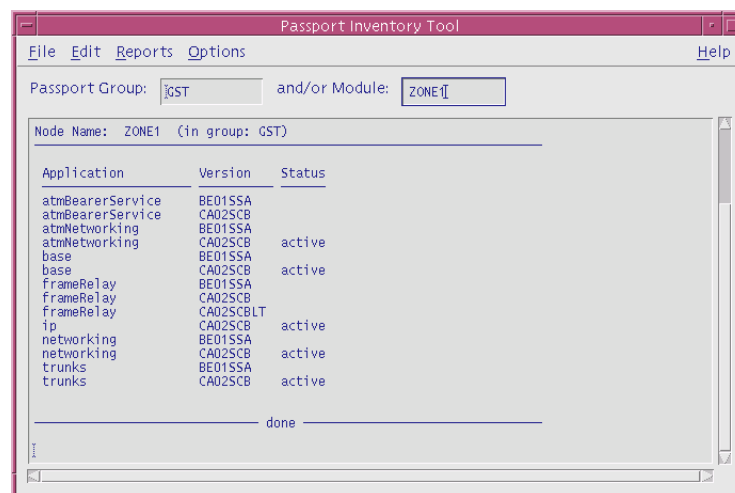 Passport Inventory Tool
File Edit Reports Options Help
Passport Group: GST and/or Module: ZONE1
Node Name: ZONE1 (in group: GST)
Application Version Status
atmBearerService BE01SSA
atmBearerService CA02SCB
atmNetworking BE01SSA
atmNetworking CA02SCB active
base BE01SSA
base CA02SCB active
frameRelay BE01SSA
frameRelay CA02SCB
frameRelay CA02SCBLT
ip CA02SCB active
networking BE01SSA
networking CA02SCB active
trunks BE01SSA
trunks CA02SCB active
done